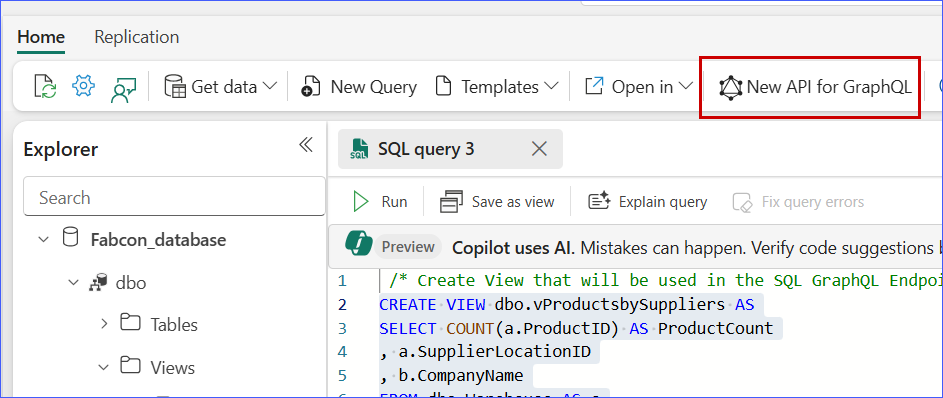 Home Replication
Get data New Query Templates Open in New API for GraphQL
Explorer
Search
Fabcon_database
dbo
Tables
Views
SQL SQL query 3
Run Save as view Explain query Fix query errors
Preview Copilot uses AI. Mistakes can happen. Verify code suggestions
1 /* Create View that will be used in the SQL GraphQL Endpoi
2 CREATE VIEW dbo.vProductsbySuppliers AS
3 SELECT COUNT(a.ProductID) AS ProductCount
4 , a.SupplierLocationID
5 , b.CompanyName